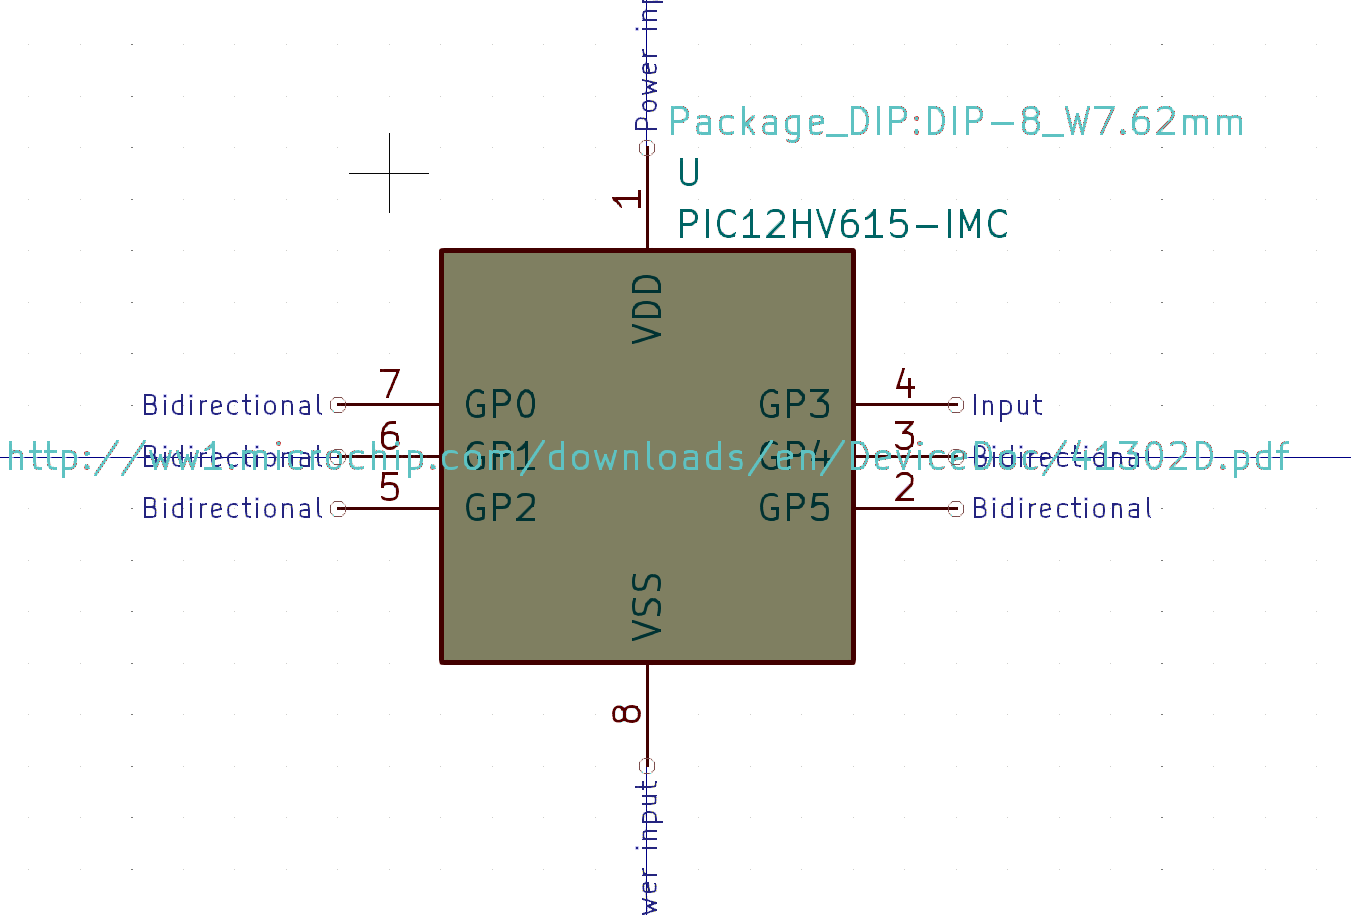 Power inp
Package_DIP:DIP-8_W7.62mm
U
1
PIC12HV615-IMC
VDD
7
4
Bidirectional
GP0
GP3
Input
6
3
Bidirectional
GP1
GP4
Bidirectional
http://ww1.microchip.com/downloads/en/DeviceDoc/41302D.pdf
5
2
Bidirectional
GP2
GP5
Bidirectional
VSS
8
wer input